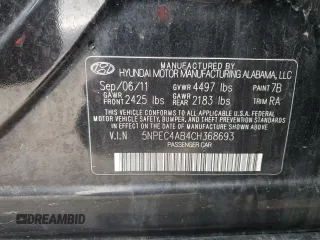 MANUFACTURED BY
HYUNDAI MOTOR MANUFACTURING ALABAMA, LLC
Sep/06/11 GVWR 4497 lbs PAINT 7B
GAWR FRONT 2425 lbs GAWR REAR 2183 lbs TRIM RA
THIS VEHICLE CONFORMS TO ALL APPLICABLE
FEDERAL MOTOR VEHICLE SAFETY, BUMPER, AND THEFT
PREVENTION STANDARDS IN EFFECT ON THE DATE OF
MANUFACTURE SHOWN ABOVE.
V.I.N 5NPEC4AB4CH368693
PASSENGER CAR
DREAMBID